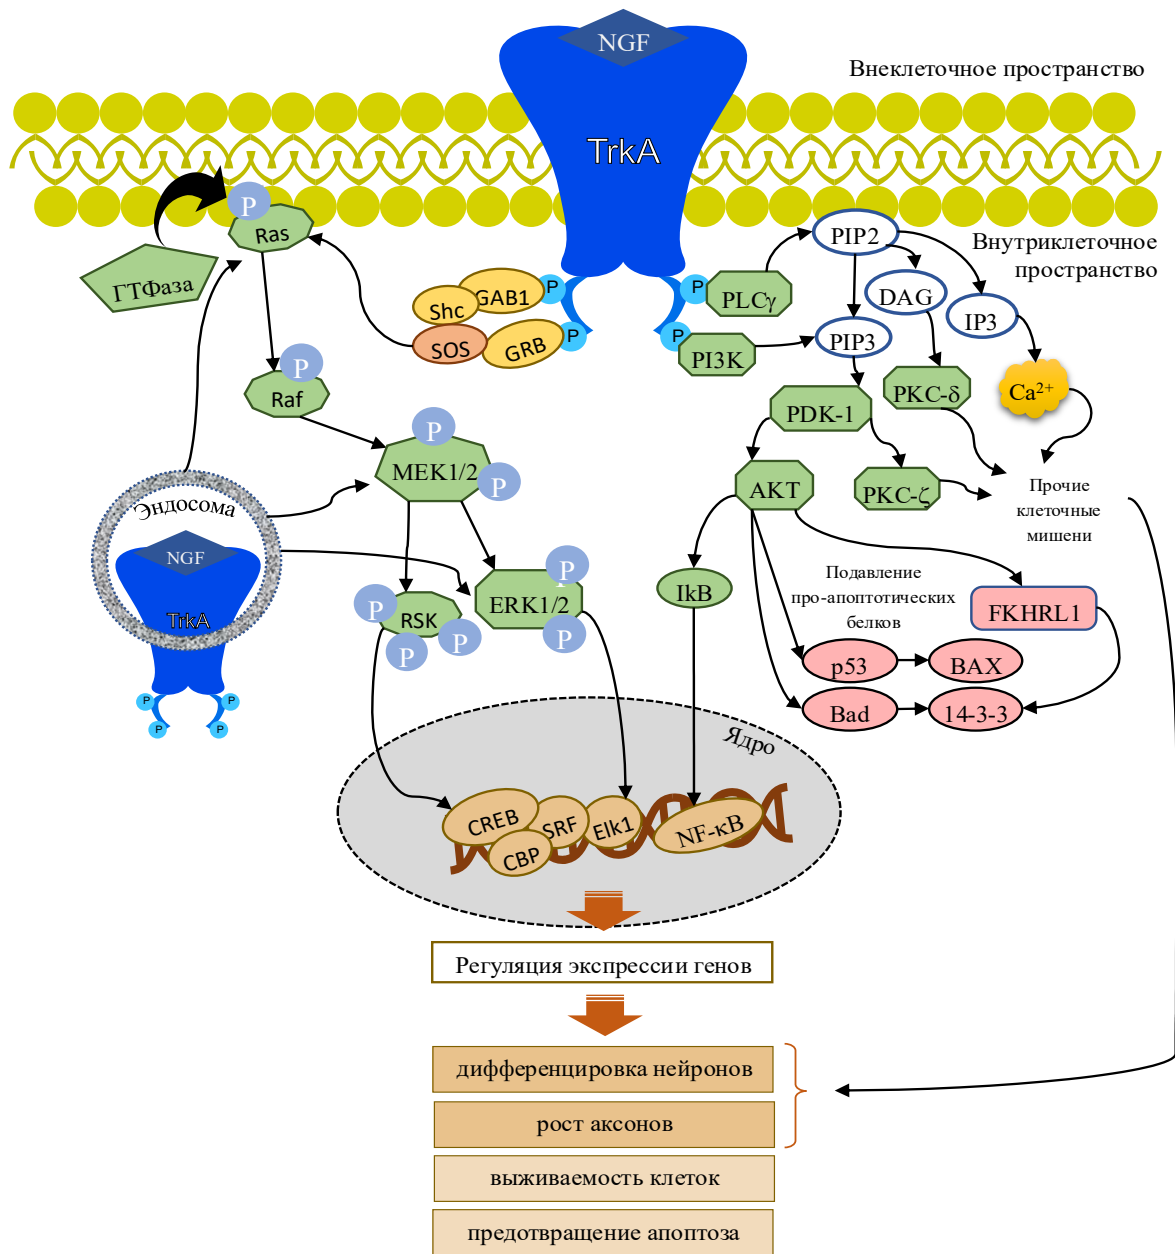 NGF
Внеклеточное пространство
TrkA
P
Ras
ГТФаза
PIP2
Внутриклеточное
пространство
P
GAB1
Shc
SOS
GRB
P
P
PLCγ
DAG
IP3
P
PI3K
PIP3
P
Raf
PDK-1
PKC-δ
Ca²⁺
P
MEK1/2
P
AKT
PKC-ζ
Прочие
клеточные
мишени
Эндосома
NGF
TrkA
P
P
P
P
P
RSK
P
P
P
ERK1/2
P
IkB
Подавление
про-апоптотических
белков
FKHRL1
p53
BAX
Bad
14-3-3
Ядро
CREB
SRF
Elk1
CBP
NF-κB
Регуляция экспрессии генов
дифференцировка нейронов
рост аксонов
выживаемость клеток
предотвращение апоптоза